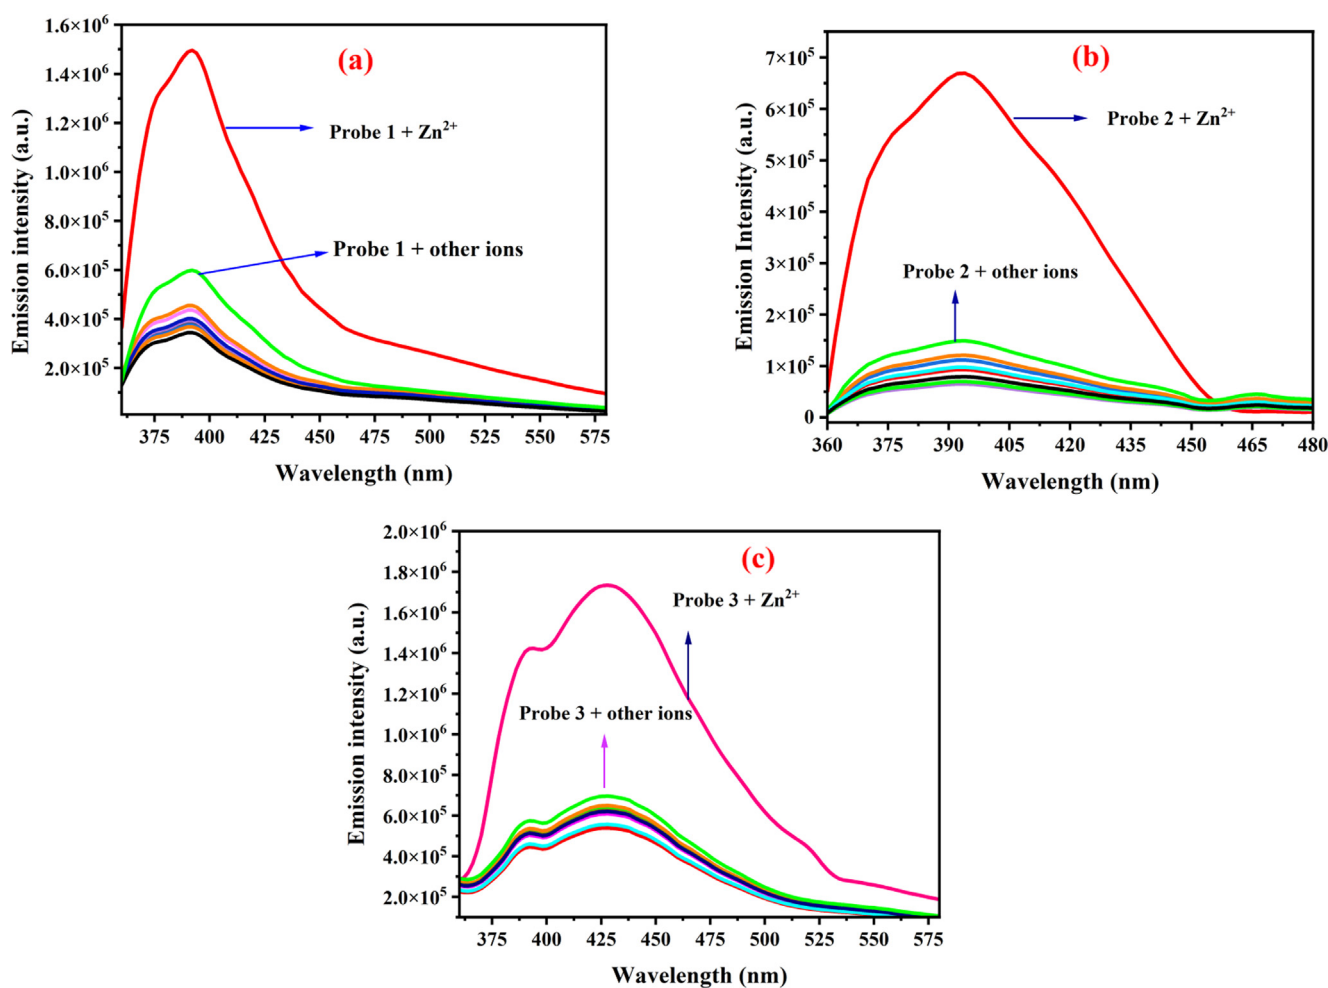 (a)
Emission intensity (a.u.)
1.6×10⁶
1.4×10⁶
1.2×10⁶
1.0×10⁶
8.0×10⁵
6.0×10⁵
4.0×10⁵
2.0×10⁵
Probe 1 + Zn²⁺
Probe 1 + other ions
375 400 425 450 475 500 525 550 575
Wavelength (nm)
(b)
Emission Intensity (a.u.)
7×10⁵
6×10⁵
5×10⁵
4×10⁵
3×10⁵
2×10⁵
1×10⁵
0
Probe 2 + Zn²⁺
Probe 2 + other ions
360 375 390 405 420 435 450 465 480
Wavelength (nm)
(c)
Emission intensity (a.u.)
2.0×10⁶
1.8×10⁶
1.6×10⁶
1.4×10⁶
1.2×10⁶
1.0×10⁶
8.0×10⁵
6.0×10⁵
4.0×10⁵
2.0×10⁵
Probe 3 + Zn²⁺
Probe 3 + other ions
375 400 425 450 475 500 525 550 575
Wavelength (nm)